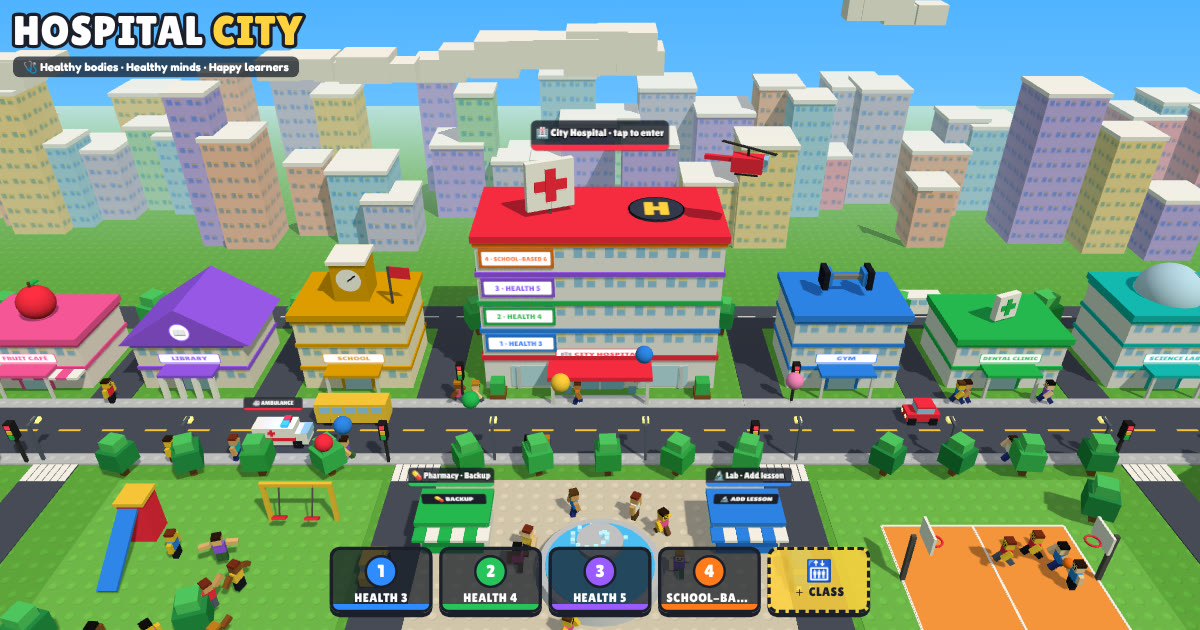 HOSPITAL CITY
🩺 Healthy bodies · Healthy minds · Happy learners
🏥 City Hospital · tap to enter
H
4 · SCHOOL-BASED 6
3 · HEALTH 5
2 · HEALTH 4
1 · HEALTH 3
CITY HOSPITAL
FRUIT CAFÉ
LIBRARY
SCHOOL
GYM
DENTAL CLINIC
SCIENCE LAB
AMBULANCE
💊 Pharmacy · Backup
💊 BACKUP
🔬 Lab · Add lesson
🔬 ADD LESSON
1
HEALTH 3
2
HEALTH 4
3
HEALTH 5
4
SCHOOL-BA...
+ CLASS